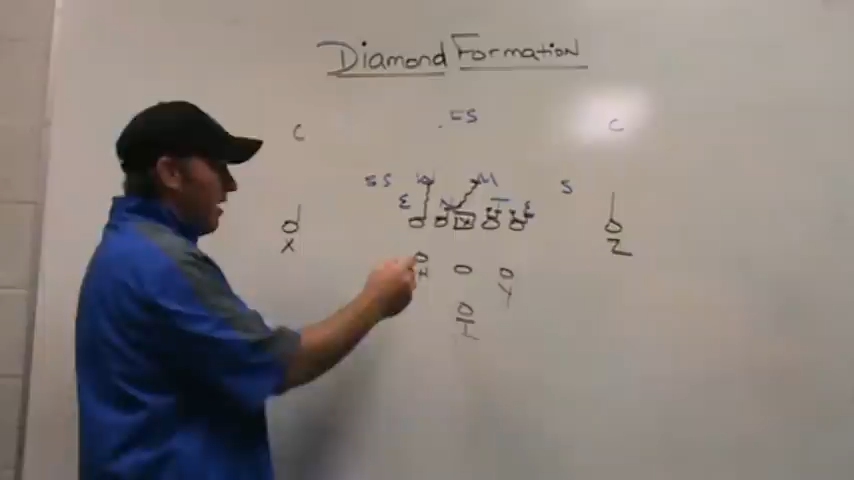 Diamond Formation
C FS C
SS W M S
E N T E
X Z
Y